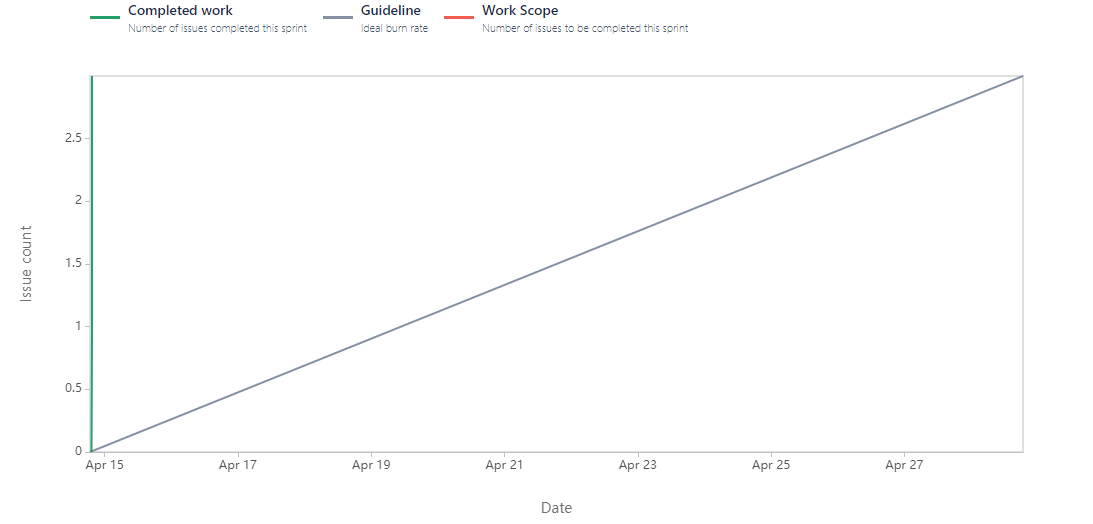 Completed work
Number of issues completed this sprint
Guideline
Ideal burn rate
Work Scope
Number of issues to be completed this sprint
Issue count
2.5
2
1.5
1
0.5
0
Apr 15
Apr 17
Apr 19
Apr 21
Apr 23
Apr 25
Apr 27
Date